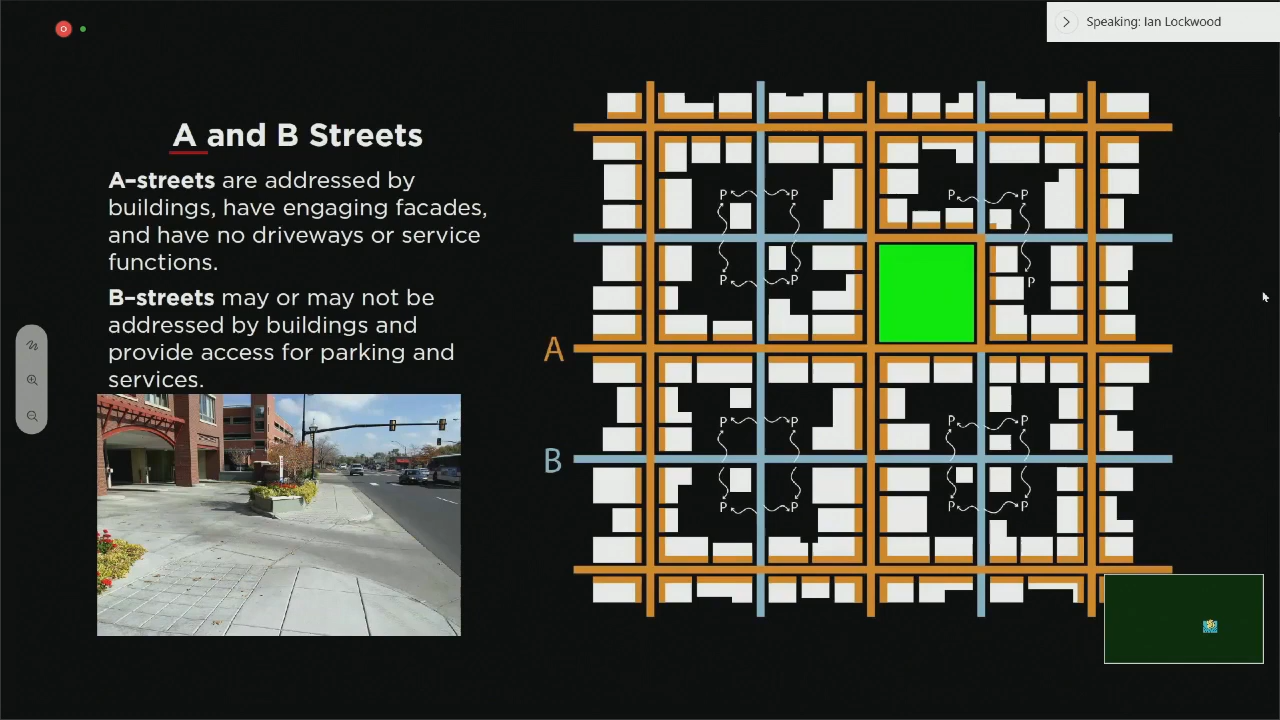 Speaking: Ian Lockwood
A and B Streets
A–streets are addressed by
buildings, have engaging facades,
and have no driveways or service
functions.
B–streets may or may not be
addressed by buildings and
provide access for parking and
services.
P P P P
P P P
A
P P P P
B
P P P P